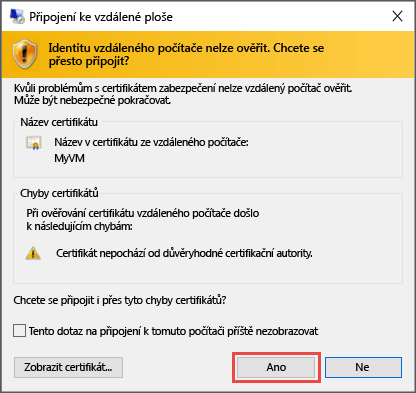 Připojení ke vzdálené ploše
Identitu vzdáleného počítače nelze ověřit. Chcete se
přesto připojit?
Kvůli problémům s certifikátem zabezpečení nelze vzdálený počítač ověřit.
Může být nebezpečné pokračovat.
Název certifikátu
Název v certifikátu ze vzdáleného počítače:
MyVM
Chyby certifikátů
Při ověřování certifikátu vzdáleného počítače došlo
k následujícím chybám:
Certifikát nepochází od důvěryhodné certifikační autority.
Chcete se připojit i přes tyto chyby certifikátů?
Tento dotaz na připojení k tomuto počítači příště nezobrazovat
Zobrazit certifikát...
Ano
Ne